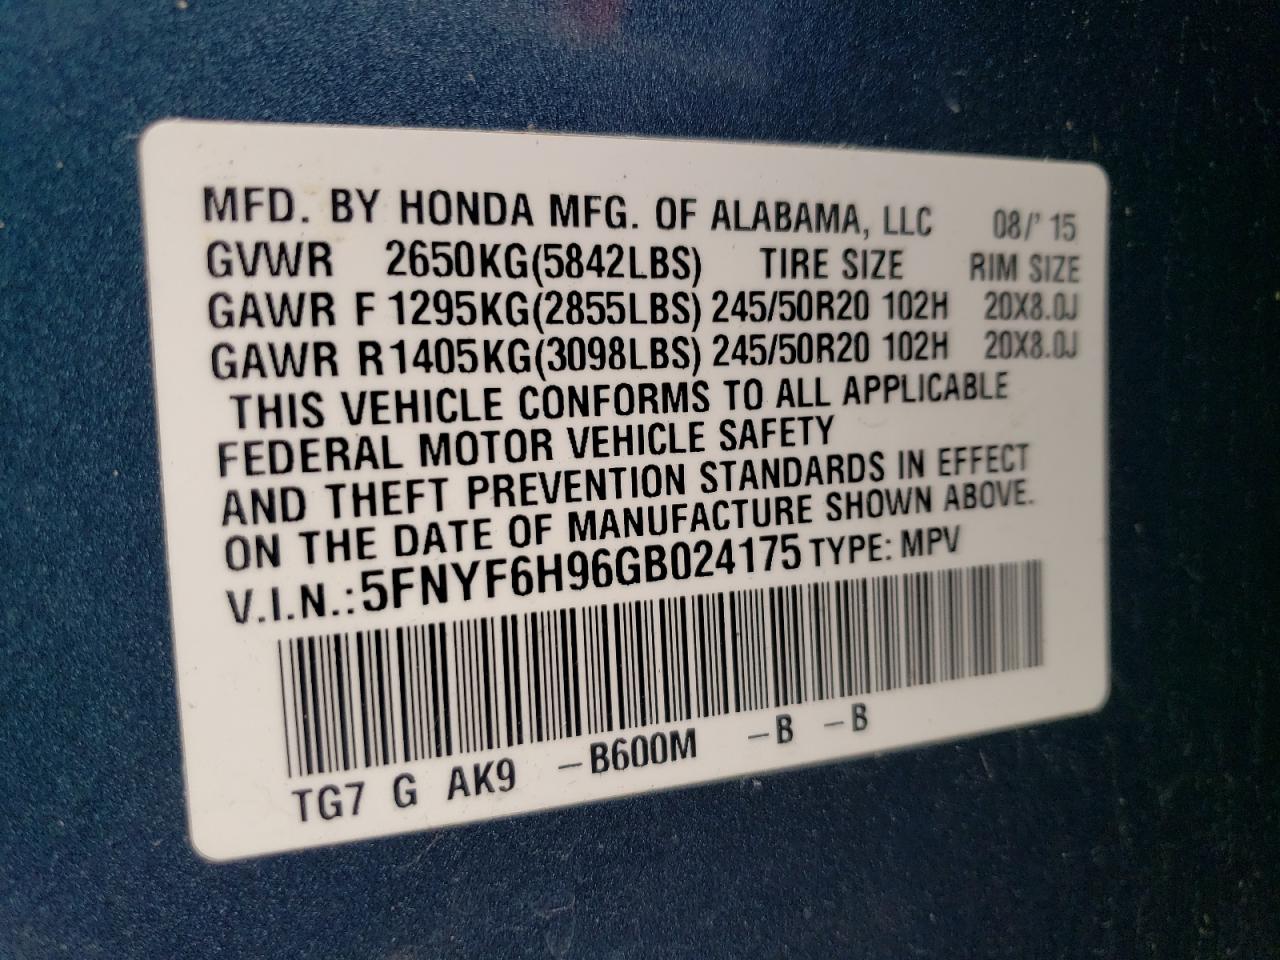 MFD. BY HONDA MFG. OF ALABAMA, LLC 08/' 15
GVWR 2650KG(5842LBS) TIRE SIZE RIM SIZE
GAWR F 1295KG(2855LBS) 245/50R20 102H 20X8.0J
GAWR R 1405KG(3098LBS) 245/50R20 102H 20X8.0J
THIS VEHICLE CONFORMS TO ALL APPLICABLE
FEDERAL MOTOR VEHICLE SAFETY
AND THEFT PREVENTION STANDARDS IN EFFECT
ON THE DATE OF MANUFACTURE SHOWN ABOVE.
V.I.N.: 5FNYF6H96GB024175 TYPE: MPV
TG7 G AK9 -B600M -B -B